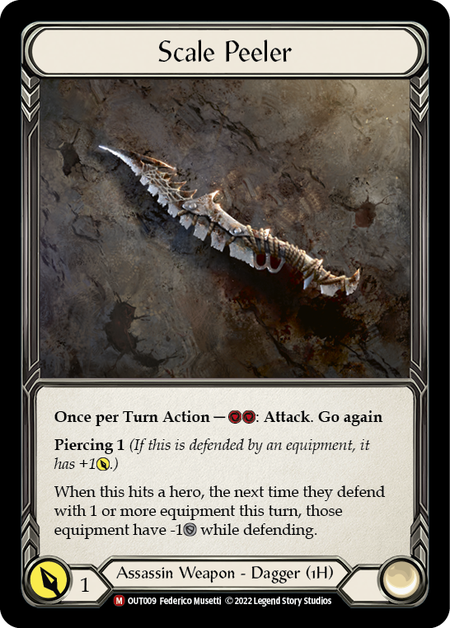 Scale Peeler
Once per Turn Action — : Attack. Go again
Piercing 1 (If this is defended by an equipment, it
has +1.)
When this hits a hero, the next time they defend
with 1 or more equipment this turn, those
equipment have -1 while defending.
1
Assassin Weapon - Dagger (1H)
M OUT009 Federico Musetti © 2022 Legend Story Studios